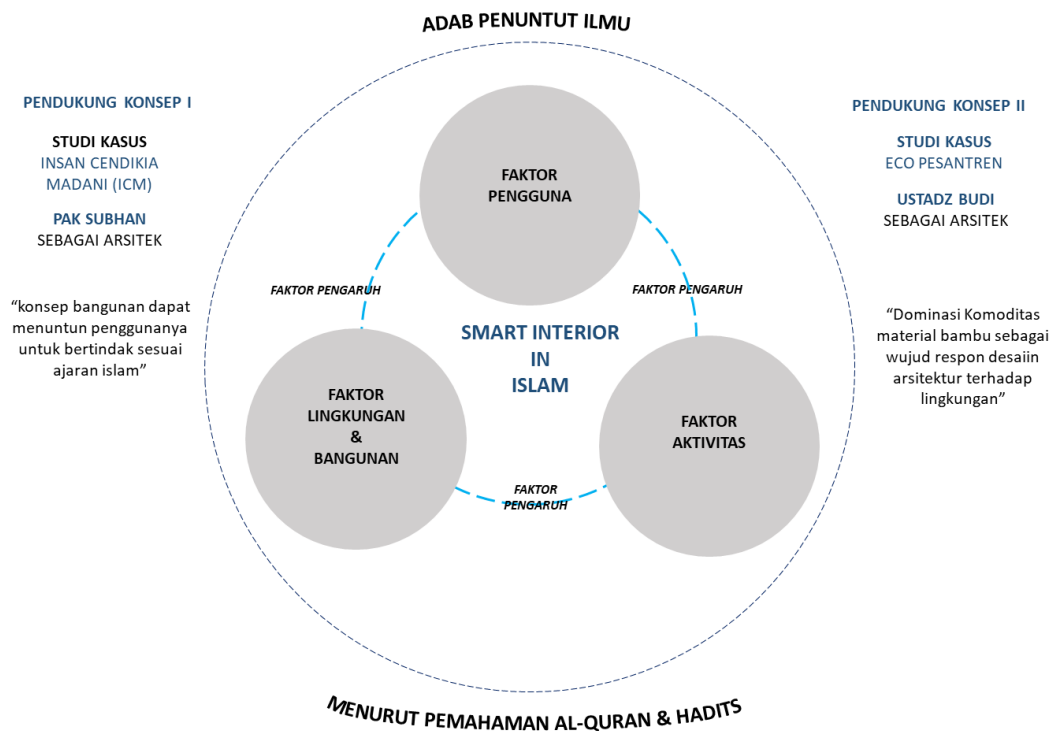 ADAB PENUNTUT ILMU
PENDUKUNG KONSEP I
STUDI KASUS
INSAN CENDIKIA
MADANI (ICM)
PAK SUBHAN
SEBAGAI ARSITEK
“konsep bangunan dapat
menuntun penggunanya
untuk bertindak sesuai
ajaran islam”
FAKTOR
PENGGUNA
FAKTOR PENGARUH
FAKTOR PENGARUH
SMART INTERIOR
IN
ISLAM
FAKTOR
LINGKUNGAN
&
BANGUNAN
FAKTOR
AKTIVITAS
FAKTOR
PENGARUH
PENDUKUNG KONSEP II
STUDI KASUS
ECO PESANTREN
USTADZ BUDI
SEBAGAI ARSITEK
“Dominasi Komoditas
material bambu sebagai
wujud respon desaiin
arsitektur terhadap
lingkungan”
MENURUT PEMAHAMAN AL-QURAN & HADITS